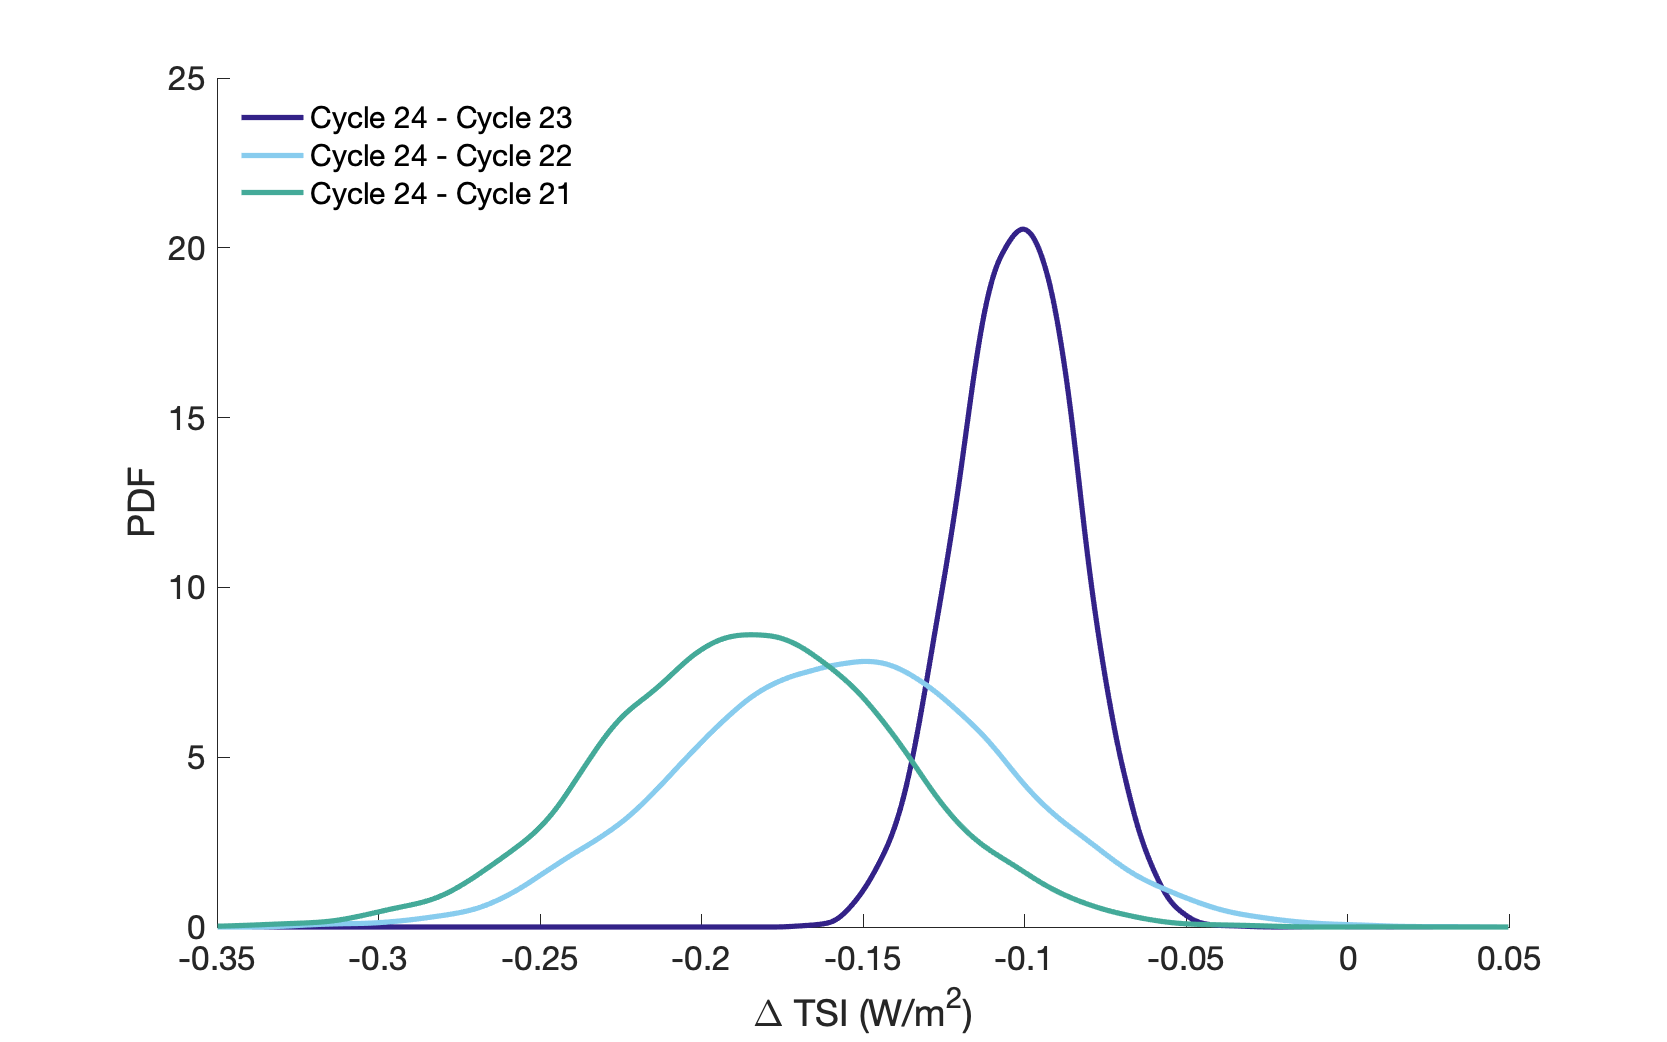 25
20
15
10
5
0
PDF
Cycle 24 - Cycle 23
Cycle 24 - Cycle 22
Cycle 24 - Cycle 21
-0.35 -0.3 -0.25 -0.2 -0.15 -0.1 -0.05 0 0.05
Δ TSI (W/m²)